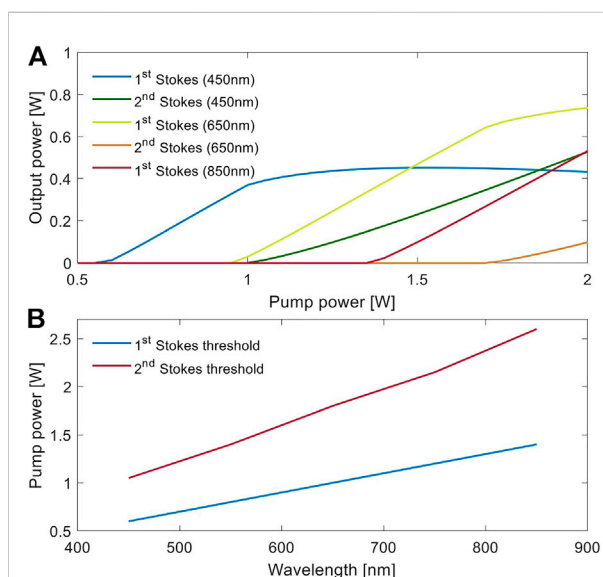 A
1st Stokes (450nm)
2nd Stokes (450nm)
1st Stokes (650nm)
2nd Stokes (650nm)
1st Stokes (850nm)
Output power [W]
1
0.8
0.6
0.4
0.2
0
0.5 1 1.5 2
Pump power [W]
B
1st Stokes threshold
2nd Stokes threshold
Pump power [W]
2.5
2
1.5
1
0.5
400 500 600 700 800 900
Wavelength [nm]